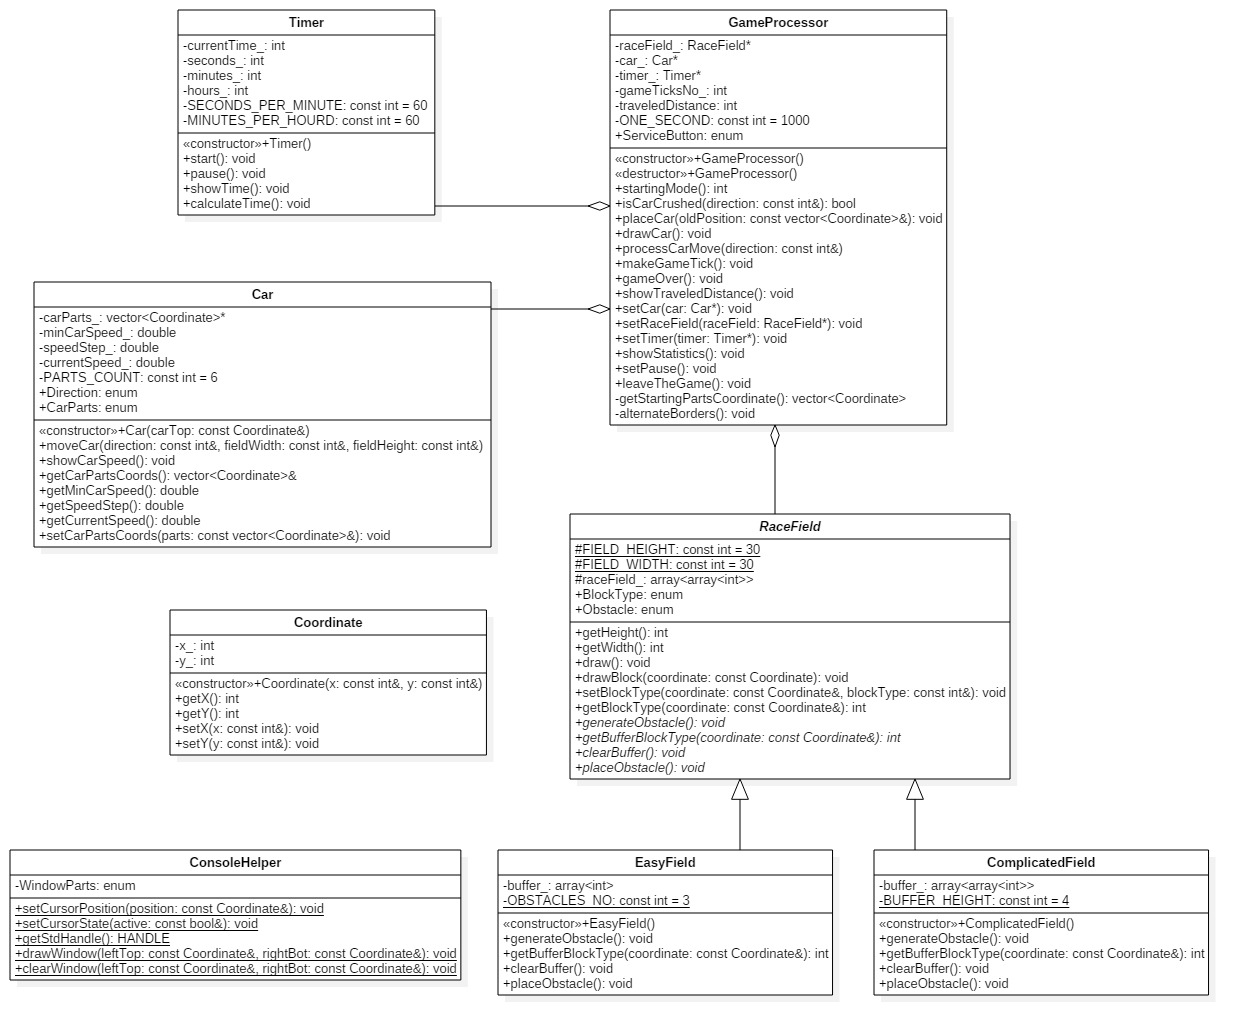 Timer
-currentTime_: int
-seconds_: int
-minutes_: int
-hours_: int
-SECONDS_PER_MINUTE: const int = 60
-MINUTES_PER_HOURD: const int = 60
«constructor»+Timer()
+start(): void
+pause(): void
+showTime(): void
+calculateTime(): void
GameProcessor
-raceField_: RaceField*
-car_: Car*
-timer_: Timer*
-gameTicksNo_: int
-traveledDistance: int
-ONE_SECOND: const int = 1000
+ServiceButton: enum
«constructor»+GameProcessor()
«destructor»+GameProcessor()
+startingMode(): int
+isCarCrushed(direction: const int&): bool
+placeCar(oldPosition: const vector<Coordinate>&): void
+drawCar(): void
+processCarMove(direction: const int&)
+makeGameTick(): void
+gameOver(): void
+showTraveledDistance(): void
+setCar(car: Car*): void
+setRaceField(raceField: RaceField*): void
+setTimer(timer: Timer*): void
+showStatistics(): void
+setPause(): void
+leaveTheGame(): void
-getStartingPartsCoordinate(): vector<Coordinate>
-alternateBorders(): void
Car
-carParts_: vector<Coordinate>*
-minCarSpeed_: double
-speedStep_: double
-currentSpeed_: double
-PARTS_COUNT: const int = 6
+Direction: enum
+CarParts: enum
«constructor»+Car(carTop: const Coordinate&)
+moveCar(direction: const int&, fieldWidth: const int&, fieldHeight: const int&)
+showCarSpeed(): void
+getCarPartsCoords(): vector<Coordinate>&
+getMinCarSpeed(): double
+getSpeedStep(): double
+getCurrentSpeed(): double
+setCarPartsCoords(parts: const vector<Coordinate>&): void
RaceField
#FIELD_HEIGHT: const int = 30
#FIELD_WIDTH: const int = 30
#raceField_: array<array<int>>
+BlockType: enum
+Obstacle: enum
+getHeight(): int
+getWidth(): int
+draw(): void
+drawBlock(coordinate: const Coordinate): void
+setBlockType(coordinate: const Coordinate&, blockType: const int&): void
+getBlockType(coordinate: const Coordinate&): int
+generateObstacle(): void
+getBufferBlockType(coordinate: const Coordinate&): int
+clearBuffer(): void
+placeObstacle(): void
Coordinate
-x_: int
-y_: int
«constructor»+Coordinate(x: const int&, y: const int&)
+getX(): int
+getY(): int
+setX(x: const int&): void
+setY(y: const int&): void
ConsoleHelper
-WindowParts: enum
+setCursorPosition(position: const Coordinate&): void
+setCursorState(active: const bool&): void
+getStdHandle(): HANDLE
+drawWindow(leftTop: const Coordinate&, rightBot: const Coordinate&): void
+clearWindow(leftTop: const Coordinate&, rightBot: const Coordinate&): void
EasyField
-buffer_: array<int>
-OBSTACLES_NO: const int = 3
«constructor»+EasyField()
+generateObstacle(): void
+getBufferBlockType(coordinate: const Coordinate&): int
+clearBuffer(): void
+placeObstacle(): void
ComplicatedField
-buffer_: array<array<int>>
-BUFFER_HEIGHT: const int = 4
«constructor»+ComplicatedField()
+generateObstacle(): void
+getBufferBlockType(coordinate: const Coordinate&): int
+clearBuffer(): void
+placeObstacle(): void